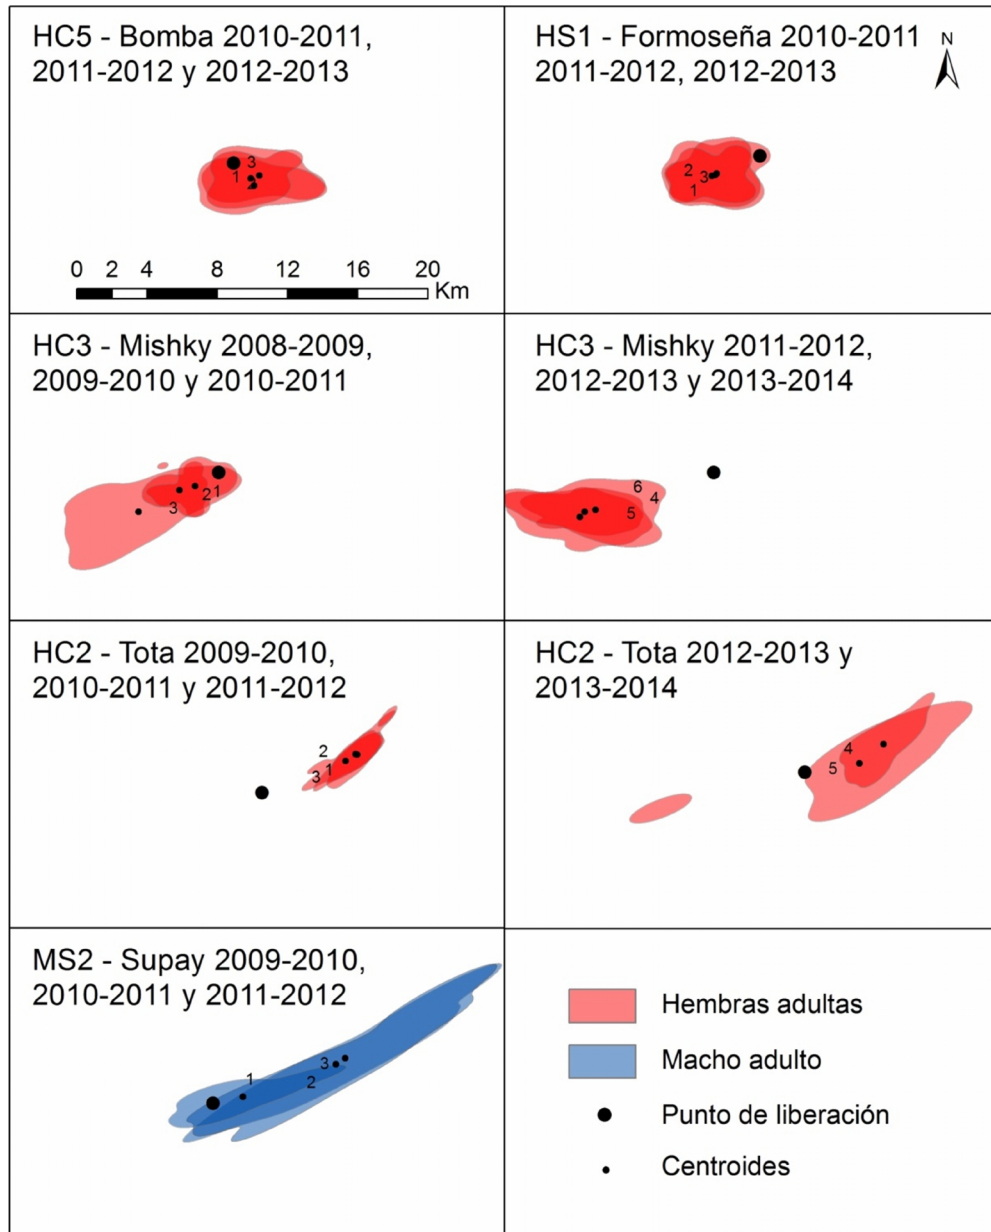 HC5 - Bomba 2010-2011,
2011-2012 y 2012-2013
3
1
2
0 2 4 8 12 16 20
Km
HS1 - Formoseña 2010-2011
2011-2012, 2012-2013
N
2
3
1
HC3 - Mishky 2008-2009,
2009-2010 y 2010-2011
21
3
HC3 - Mishky 2011-2012,
2012-2013 y 2013-2014
6
4
5
HC2 - Tota 2009-2010,
2010-2011 y 2011-2012
2
1
3
HC2 - Tota 2012-2013 y
2013-2014
4
5
MS2 - Supay 2009-2010,
2010-2011 y 2011-2012
3
1
2
Hembras adultas
Macho adulto
Punto de liberación
Centroides